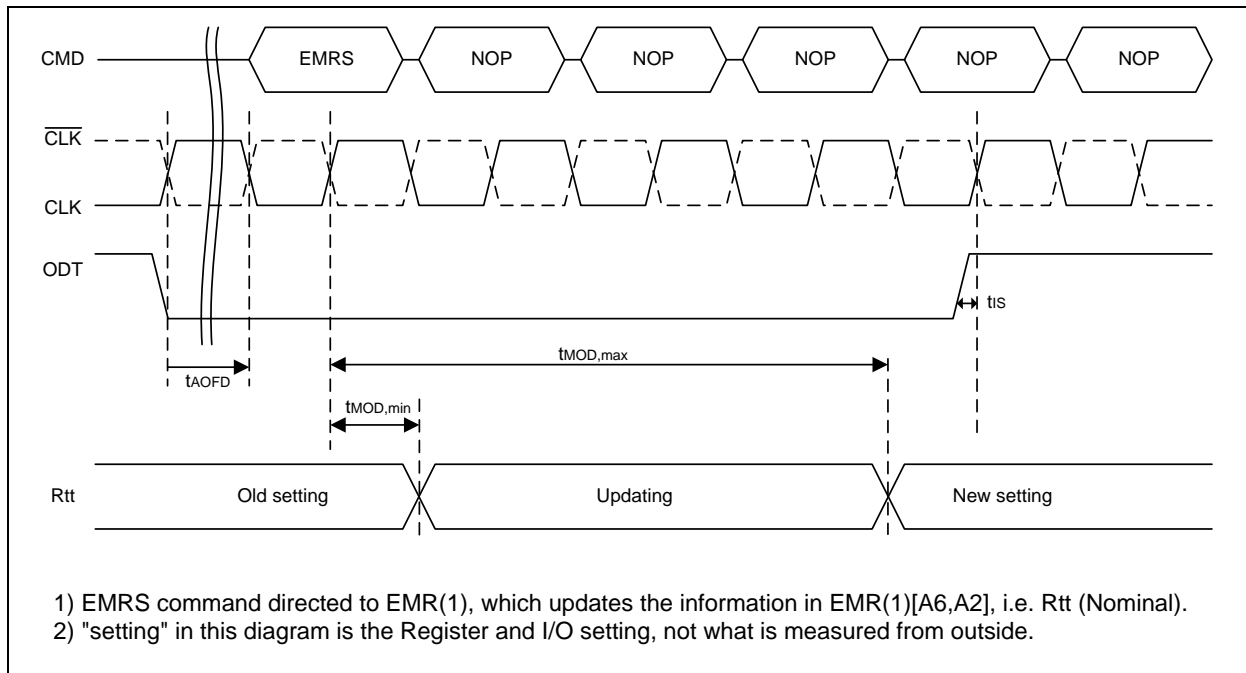 CMD EMRS NOP NOP NOP NOP NOP
CLK
CLK
ODT
tIS
tMOD,max
tAOFD
tMOD,min
Rtt Old setting Updating New setting
1) EMRS command directed to EMR(1), which updates the information in EMR(1)[A6,A2], i.e. Rtt (Nominal).
2) "setting" in this diagram is the Register and I/O setting, not what is measured from outside.